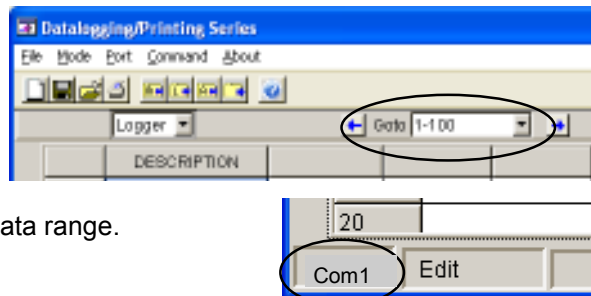 Datalogging/Printing Series
File Mode Port Command About
Logger Goto 1-100
DESCRIPTION
ata range.
20
Com1 Edit